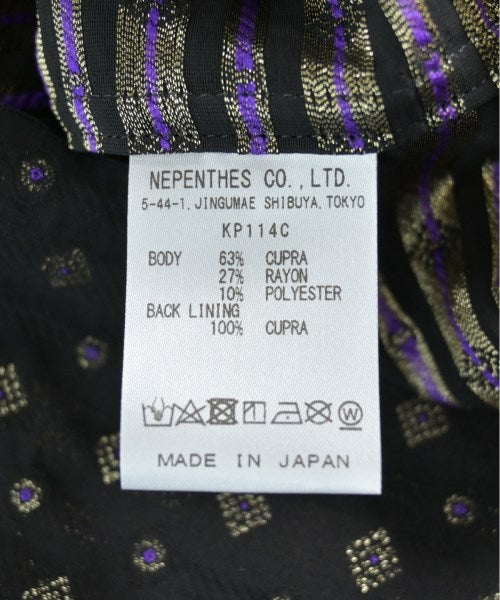 NEPENTHES CO.,LTD.
5-44-1, JINGUMAE SHIBUYA, TOKYO
KP114C
BODY 63% CUPRA
27% RAYON
10% POLYESTER
BACK LINING
100% CUPRA
W
MADE IN JAPAN